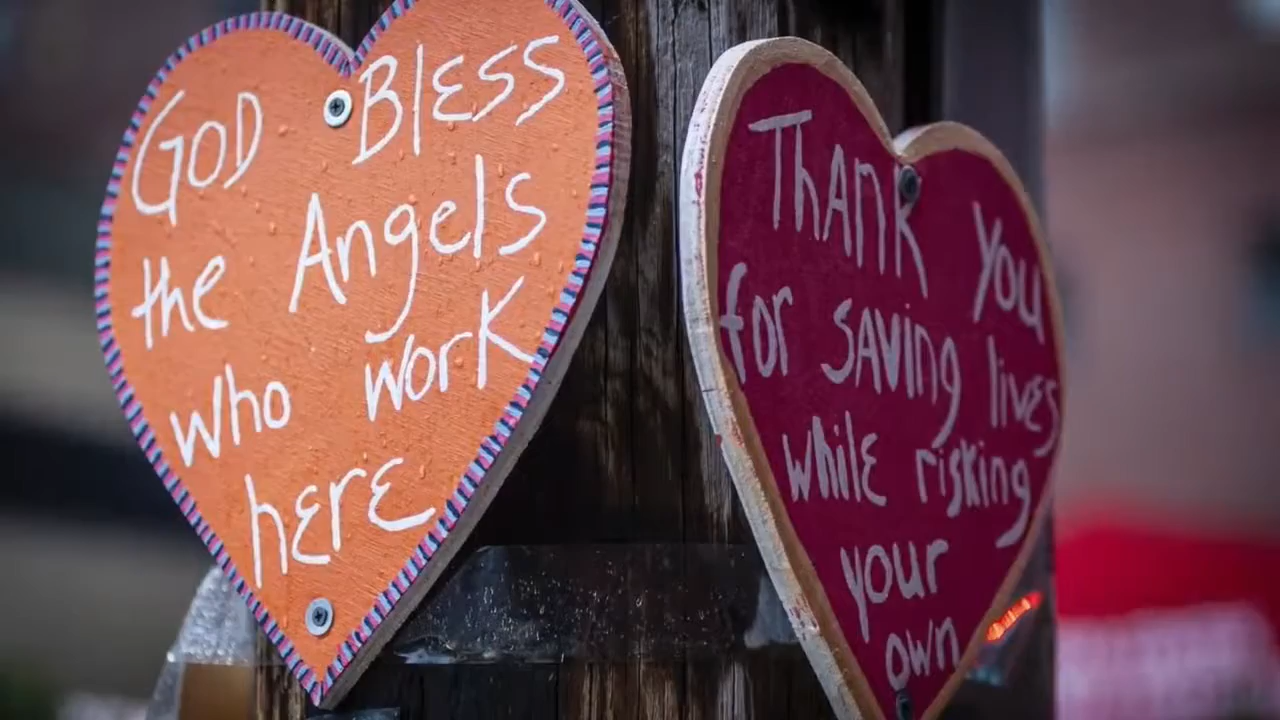 GOD BLESS
the Angels
who work
here
THANK you
for SAVING lives
while risking
your
own